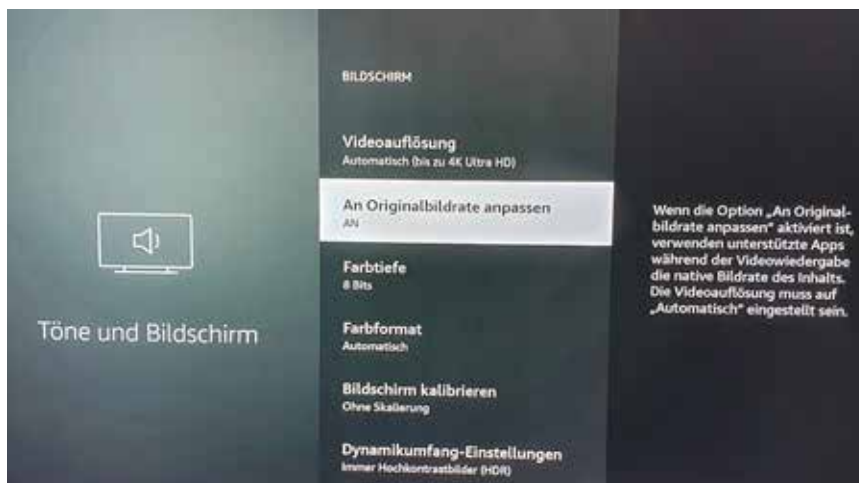 Töne und Bildschirm
BILDSCHIRM
Videoauflösung
Automatisch (bis zu 4K Ultra HD)
An Originalbildrate anpassen
AN
Farbtiefe
8 Bits
Farbformat
Automatisch
Bildschirm kalibrieren
Ohne Skalierung
Dynamikumfang-Einstellungen
Immer Hochkontrastbilder (HDR)
Wenn die Option „An Original-
bildrate anpassen" aktiviert ist,
verwenden unterstützte Apps
während der Videowiedergabe
die native Bildrate des Inhalts.
Die Videoauflösung muss auf
„Automatisch" eingestellt sein.